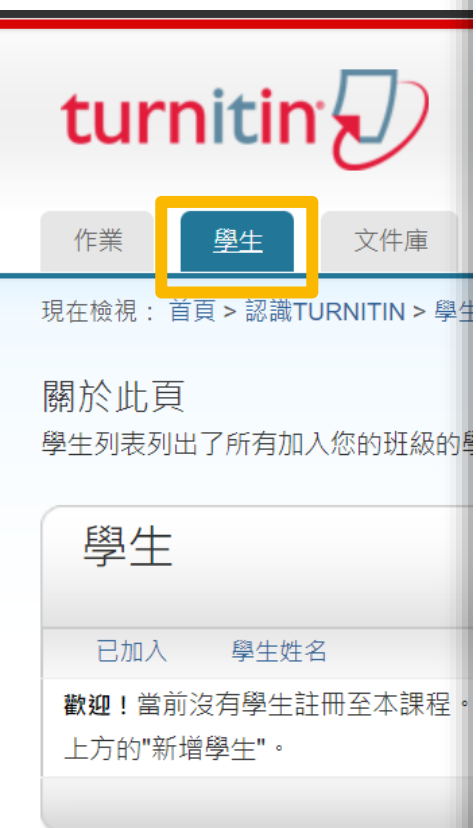 turnitin
作業 學生 文件庫
現在檢視： 首頁 > 認識TURNITIN > 學生
關於此頁
學生列表列出了所有加入您的班級的學
學生
已加入 學生姓名
歡迎！當前沒有學生註冊至本課程。
上方的"新增學生"。